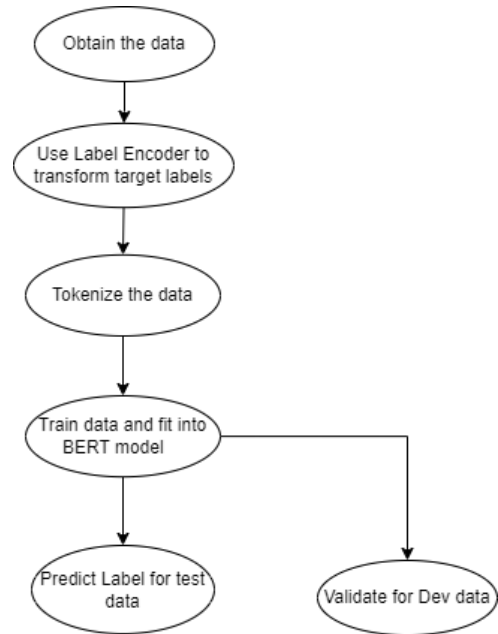 Obtain the data
Use Label Encoder to
transform target labels
Tokenize the data
Train data and fit into
BERT model
Predict Label for test
data
Validate for Dev data